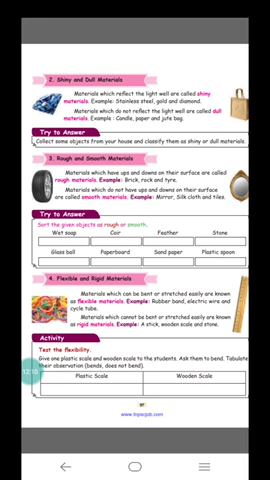 2. Shiny and Dull Materials
Materials which reflect the light well are called shiny
materials. Example: Stainless steel, gold and diamond.
Materials which do not reflect the light well are called dull
materials. Example : Candle, paper and jute bag.
Try to Answer
Collect some objects from your house and classify them as shiny or dull materials.
3. Rough and Smooth Materials
Materials which have ups and downs on their surface are called
rough materials. Example: Brick, rock and tyre.
Materials which do not have ups and downs on their surface
are called smooth materials. Example: Mirror, Silk cloth and tiles.
Try to Answer
Sort the given objects as rough or smooth.
Wet soap Coir Feather Stone
Glass ball Paperboard Sand paper Plastic spoon
4. Flexible and Rigid Materials
Materials which can be bent or stretched easily are known
as flexible materials. Example: Rubber band, electric wire and
cycle tube.
Materials which cannot be bent or stretched easily are known
as rigid materials. Example: A stick, wooden scale and stone.
Activity
Test the flexibility.
Give one plastic scale and wooden scale to the students. Ask them to bend. Tabulate
their observation (bends, does not bend).
Plastic Scale Wooden Scale
12:10
www.tnpscjob.com